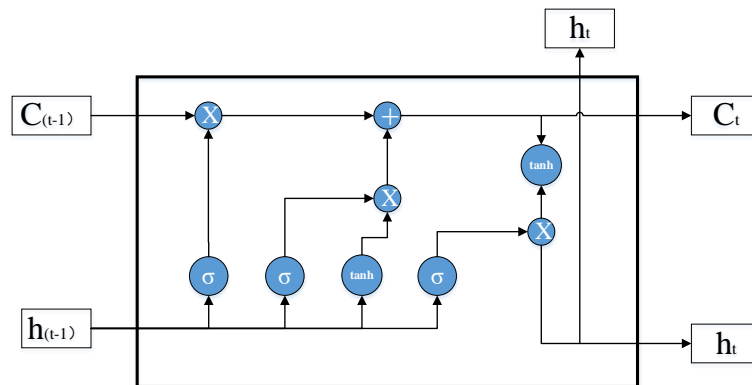 ht
C(t-1)
X
+
Ct
tanh
X
X
σ
σ
tanh
σ
h(t-1)
ht